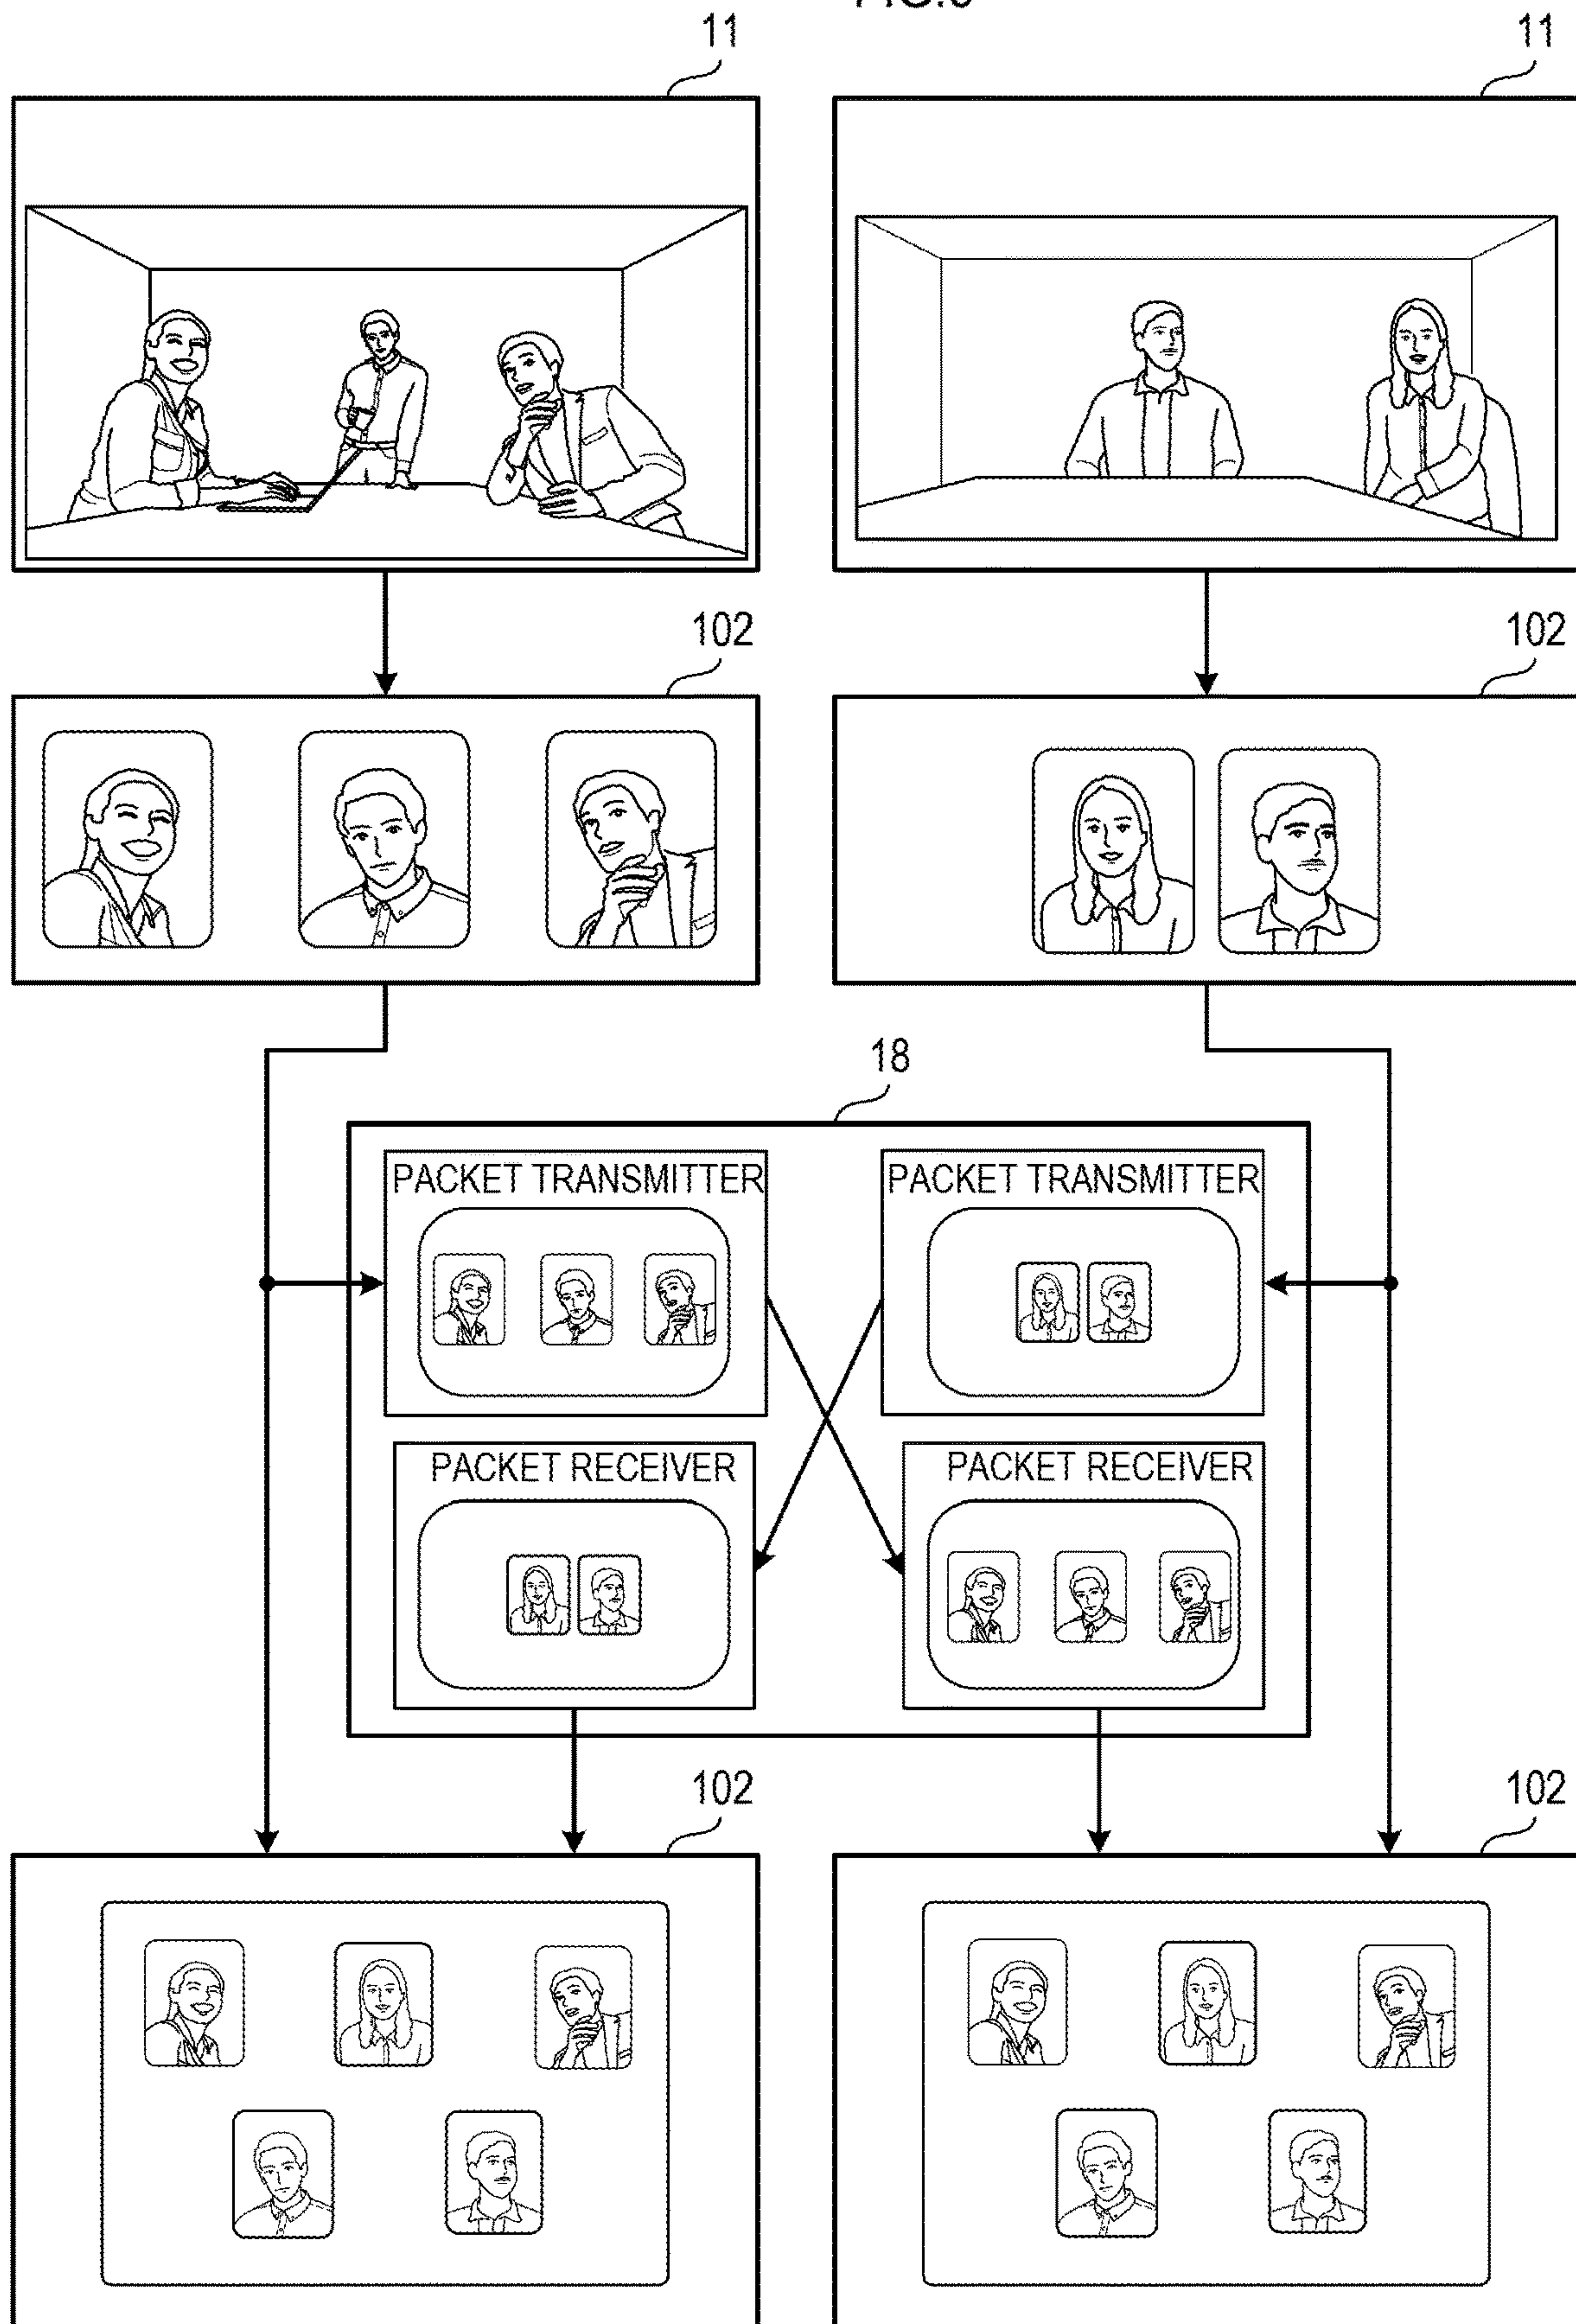 11
11
102
102
18
PACKET TRANSMITTER
PACKET TRANSMITTER
PACKET RECEIVER
PACKET RECEIVER
102
102